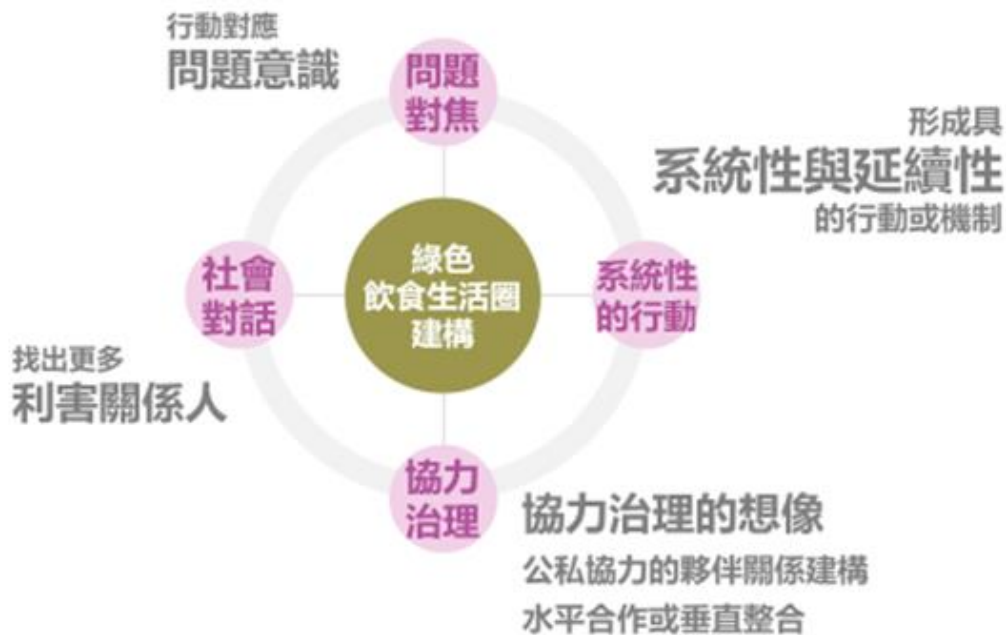 行動對應
問題意識
問題
對焦
形成具
系統性與延續性
的行動或機制
社會
對話
綠色
飲食生活圈
建構
系統性
的行動
找出更多
利害關係人
協力
治理
協力治理的想像
公私協力的夥伴關係建構
水平合作或垂直整合